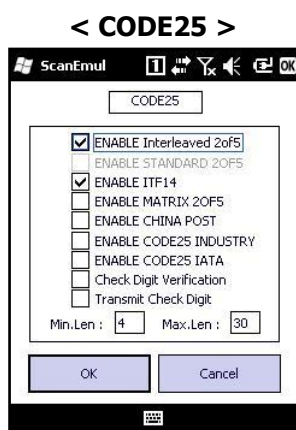 < CODE25 >
ScanEmul 1 OK
CODE25
ENABLE Interleaved 2of5
ENABLE STANDARD 2OF5
ENABLE ITF14
ENABLE MATRIX 2OF5
ENABLE CHINA POST
ENABLE CODE25 INDUSTRY
ENABLE CODE25 IATA
Check Digit Verification
Transmit Check Digit
Min.Len : 4 Max.Len : 30
OK Cancel